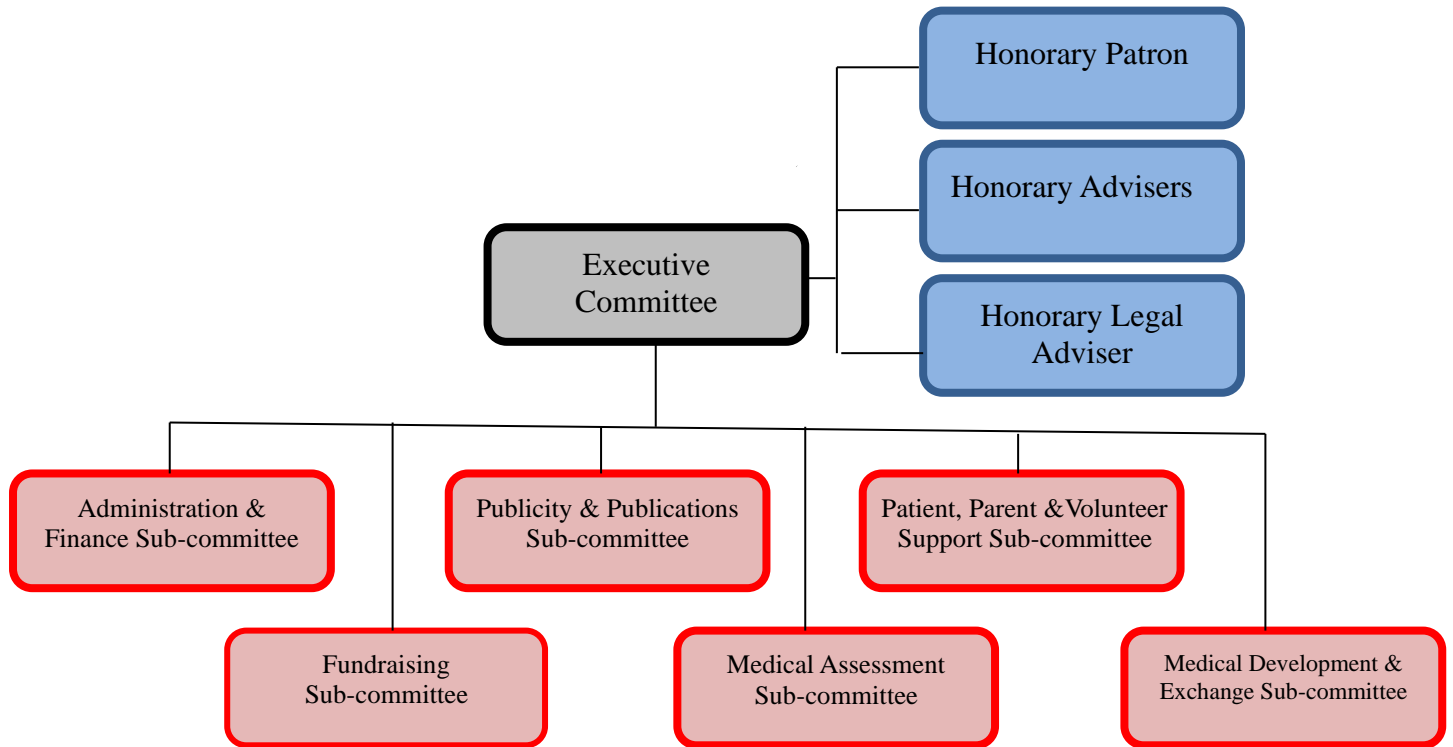 Honorary Patron
Honorary Advisers
Executive
Committee
Honorary Legal
Adviser
Administration &
Finance Sub-committee
Publicity & Publications
Sub-committee
Patient, Parent &Volunteer
Support Sub-committee
Fundraising
Sub-committee
Medical Assessment
Sub-committee
Medical Development &
Exchange Sub-committee